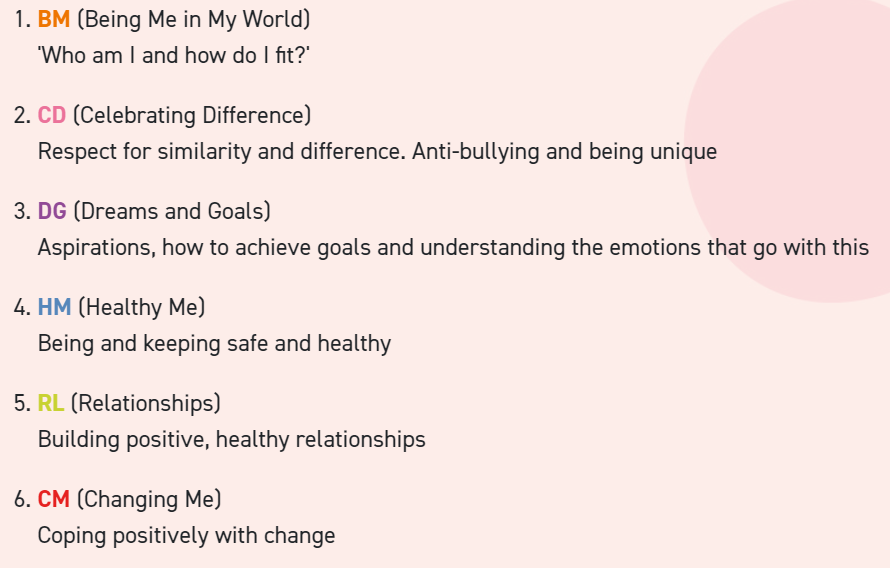 1. BM (Being Me in My World)
'Who am I and how do I fit?'
2. CD (Celebrating Difference)
Respect for similarity and difference. Anti-bullying and being unique
3. DG (Dreams and Goals)
Aspirations, how to achieve goals and understanding the emotions that go with this
4. HM (Healthy Me)
Being and keeping safe and healthy
5. RL (Relationships)
Building positive, healthy relationships
6. CM (Changing Me)
Coping positively with change